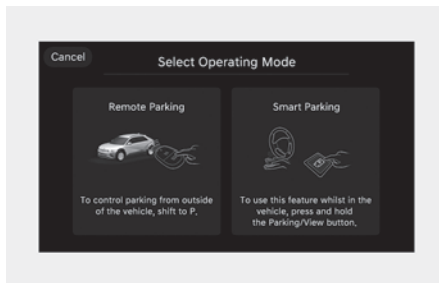 Cancel
Select Operating Mode
Remote Parking
To control parking from outside
of the vehicle, shift to P.
Smart Parking
To use this feature whilst in the
vehicle, press and hold
the Parking/View button.